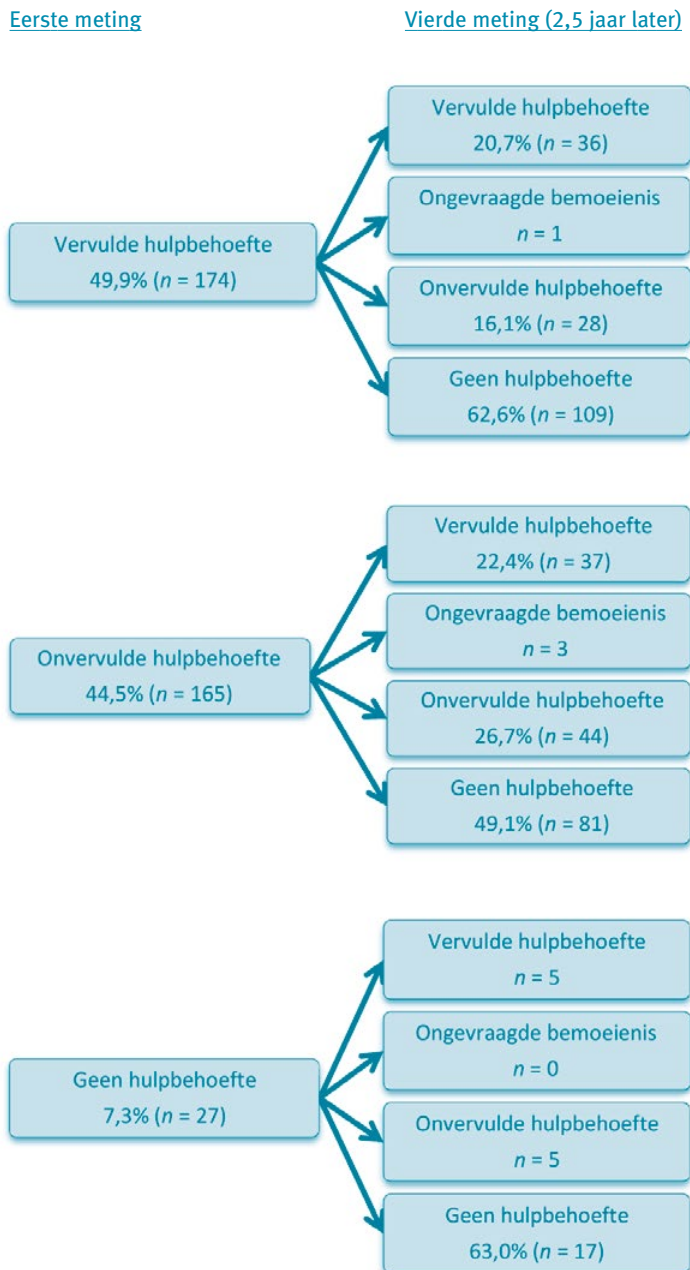 Eerste meting
Vierde meting (2,5 jaar later)
Vervulde hulpbehoefte
49,9% (n = 174)
Vervulde hulpbehoefte
20,7% (n = 36)
Ongevraagde bemoeienis
n = 1
Onvervulde hulpbehoefte
16,1% (n = 28)
Geen hulpbehoefte
62,6% (n = 109)
Onvervulde hulpbehoefte
44,5% (n = 165)
Vervulde hulpbehoefte
22,4% (n = 37)
Ongevraagde bemoeienis
n = 3
Onvervulde hulpbehoefte
26,7% (n = 44)
Geen hulpbehoefte
49,1% (n = 81)
Geen hulpbehoefte
7,3% (n = 27)
Vervulde hulpbehoefte
n = 5
Ongevraagde bemoeienis
n = 0
Onvervulde hulpbehoefte
n = 5
Geen hulpbehoefte
63,0% (n = 17)